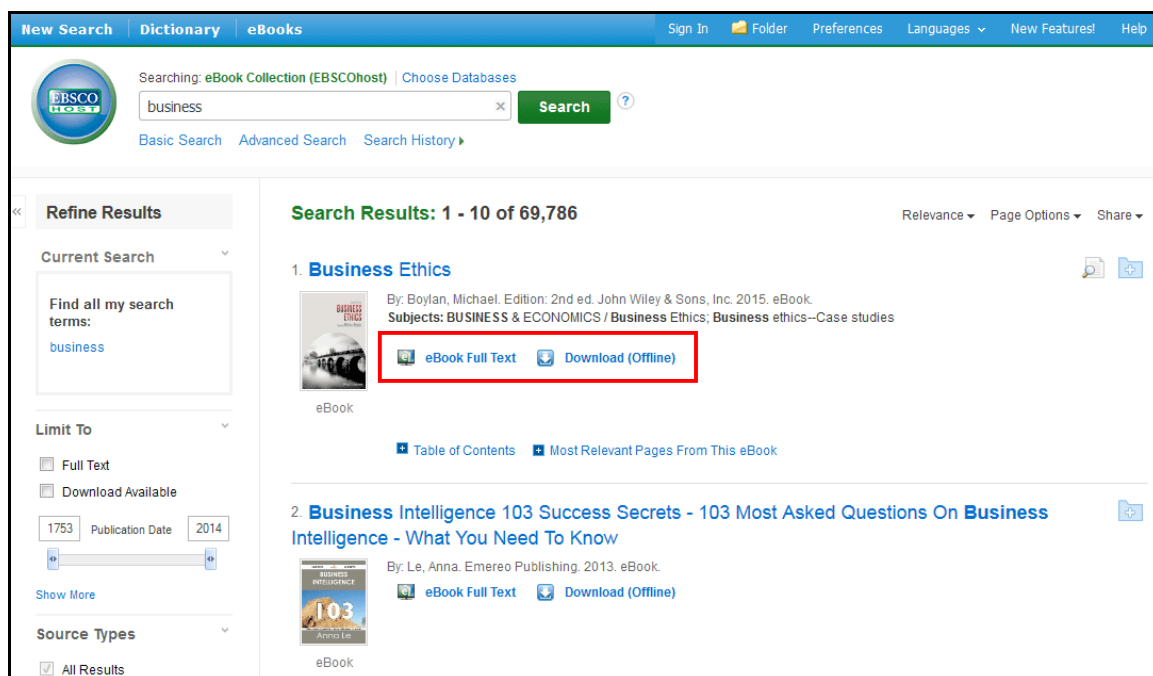 New Search Dictionary eBooks Sign In Folder Preferences Languages New Features! Help
EBSCO
HOST
Searching: eBook Collection (EBSCOhost) Choose Databases
business × Search ?
Basic Search Advanced Search Search History
« Refine Results
Search Results: 1 - 10 of 69,786
Relevance Page Options Share
Current Search
Find all my search
terms:
business
1. Business Ethics
BUSINESS
ETHICS
By: Boylan, Michael. Edition: 2nd ed. John Wiley & Sons, Inc. 2015. eBook.
Subjects: BUSINESS & ECONOMICS / Business Ethics; Business ethics--Case studies
eBook Full Text Download (Offline)
eBook
Table of Contents Most Relevant Pages From This eBook
Limit To
Full Text
Download Available
1753 Publication Date 2014
Show More
Source Types
All Results
2. Business Intelligence 103 Success Secrets - 103 Most Asked Questions On Business
Intelligence - What You Need To Know
BUSINESS
INTELLIGENCE
103
Anna Le
By: Le, Anna. Emereo Publishing. 2013. eBook.
eBook Full Text Download (Offline)
eBook